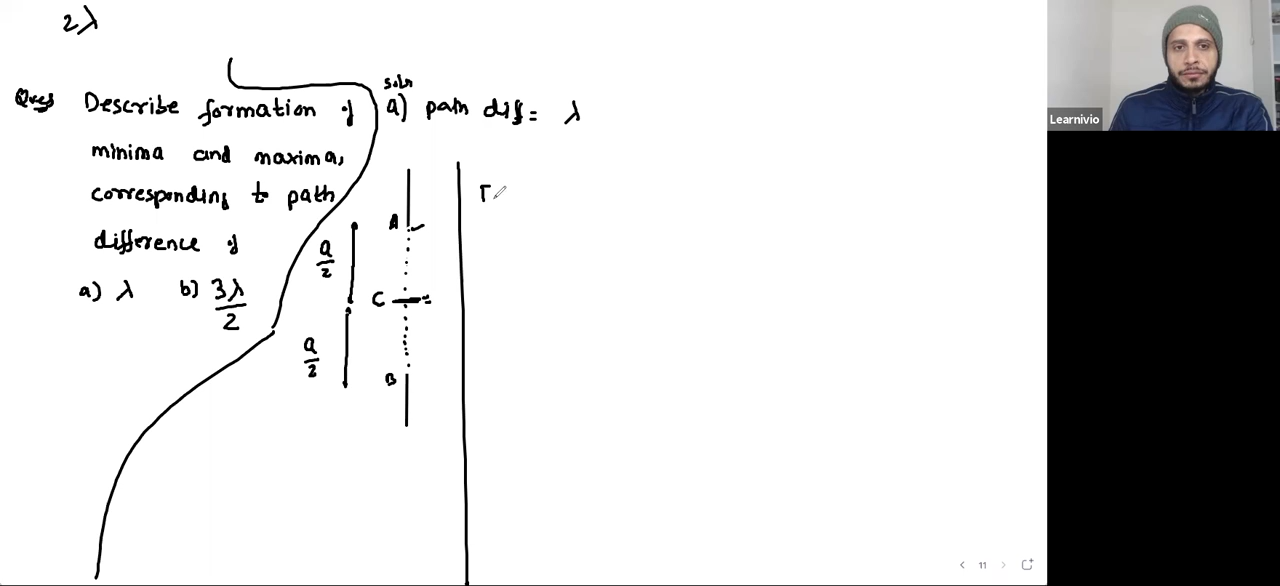 2λ
Ques Describe formation of
minima and maxima,
corresponding to path
difference of
a) λ b) 3λ/2
Soln
a) path diff = λ
A
a/2
C
a/2
B
Learnivio
11